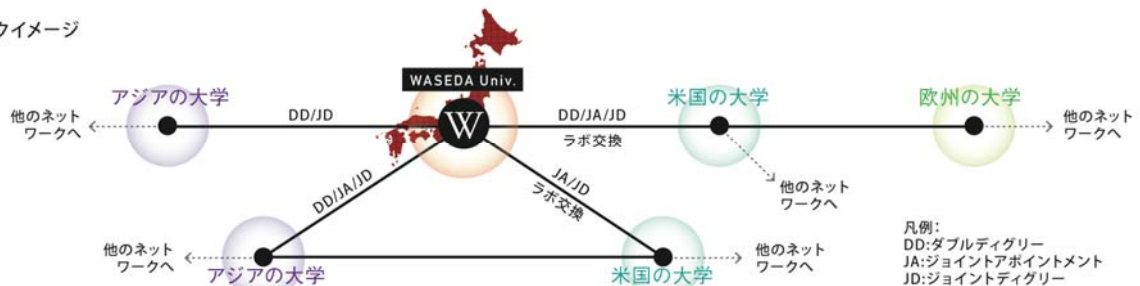 クイメージ
WASEDA Univ.
W
アジアの大学
米国の大学
欧州の大学
他のネット
ワークへ
DD/JD
DD/JA/JD
ラボ交換
他のネット
ワークへ
他のネット
ワークへ
DD/JA/JD
JA/JD
ラボ交換
他のネット
ワークへ
アジアの大学
米国の大学
他のネット
ワークへ
凡例:
DD:ダブルディグリー
JA:ジョイントアポイントメント
JD:ジョイントディグリー